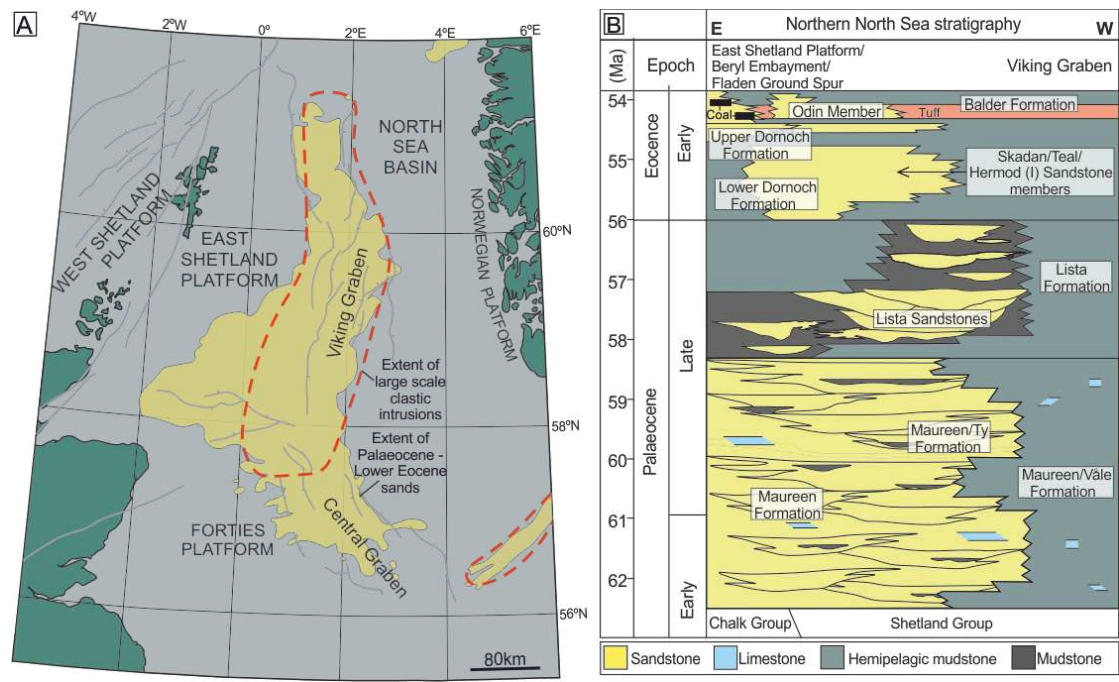 A
4ºW
2ºW
0º
2ºE
4ºE
6ºE
NORTH
SEA
BASIN
WEST SHETLAND
PLATFORM
EAST
SHETLAND
PLATFORM
NORWEGIAN PLATFORM
60ºN
Viking Graben
Extent of
large scale
clastic
intrusions
58ºN
Extent of
Palaeocene -
Lower Eocene
sands
FORTIES
PLATFORM
Central Graben
56ºN
80km
B
E
Northern North Sea stratigraphy
W
(Ma)
Epoch
East Shetland Platform/
Beryl Embayment/
Fladen Ground Spur
Viking Graben
54
55
56
57
58
59
60
61
62
Eocence
Palaeocene
Early
Late
Early
Coal
Odin Member
Tuff
Balder Formation
Upper Dornoch
Formation
Lower Dornoch
Formation
Skadan/Teal/
Hermod (I) Sandstone
members
Lista
Formation
Lista Sandstones
Maureen/Ty
Formation
Maureen
Formation
Maureen/Våle
Formation
Chalk Group
Shetland Group
Sandstone
Limestone
Hemipelagic mudstone
Mudstone